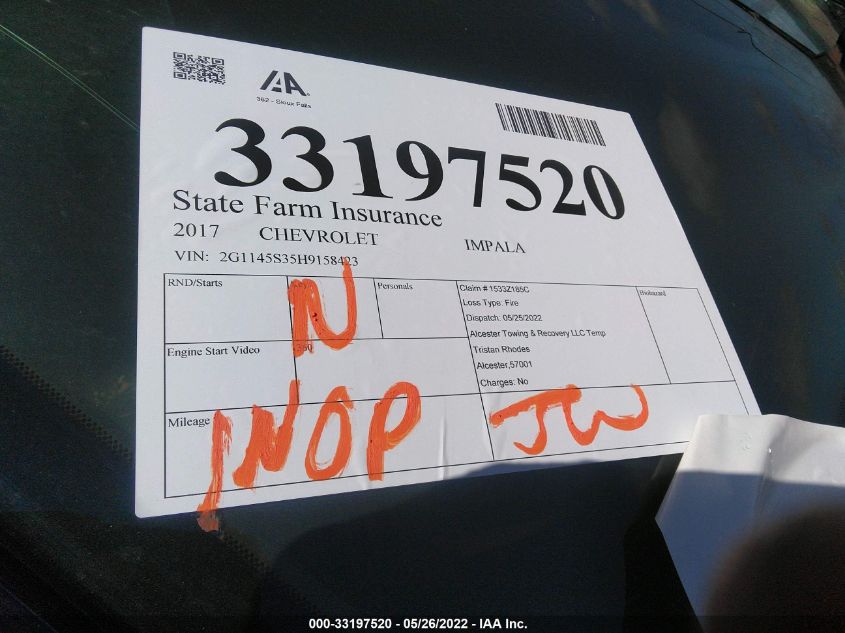 IAA
362 - Sioux Falls
33197520
State Farm Insurance
2017 CHEVROLET IMPALA
VIN: 2G1145S35H9158423
RND/Starts
Keys
N
Personals
Claim # 1533Z185C
Loss Type: Fire
Dispatch: 05/25/2022
Alcester Towing & Recovery LLC Temp
Tristan Rhodes
Alcester,57001
Charges: No
Biohazard
Engine Start Video
360
Mileage
INOP
JW
000-33197520 - 05/26/2022 - IAA Inc.